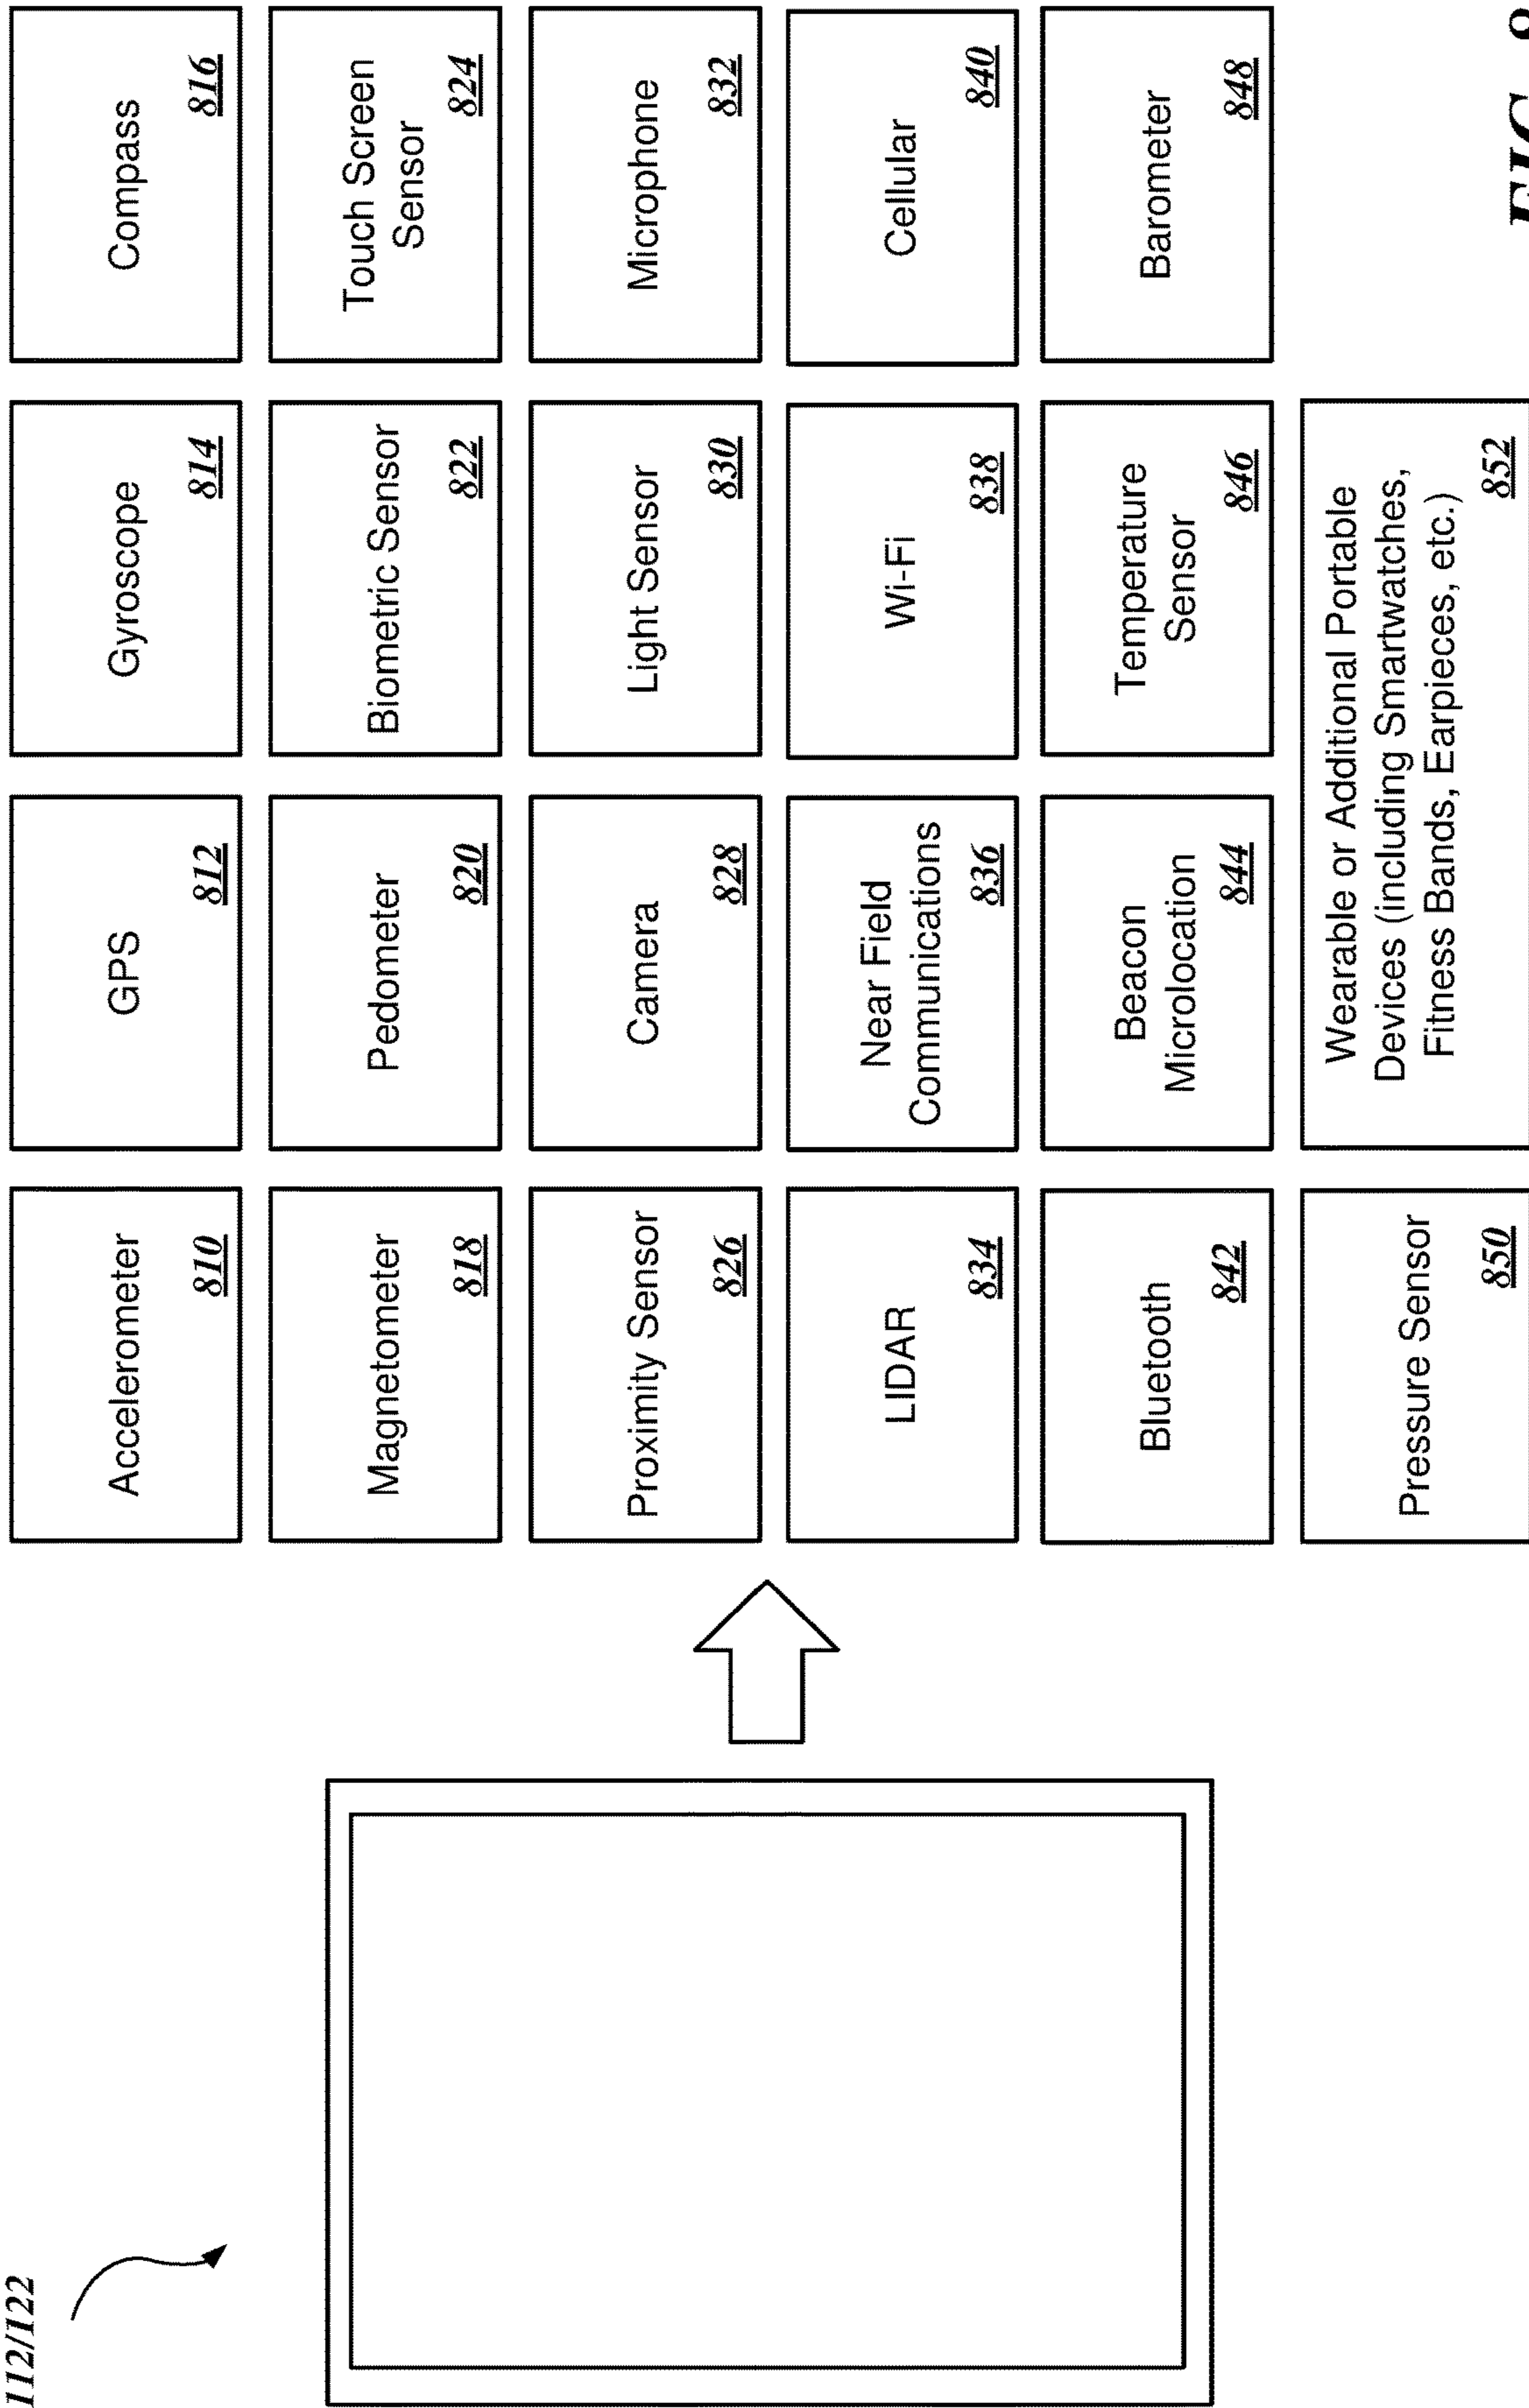 112/122
Accelerometer
810
GPS
812
Gyroscope
814
Compass
816
Magnetometer
818
Pedometer
820
Biometric Sensor
822
Touch Screen
Sensor
824
Proximity Sensor
826
Camera
828
Light Sensor
830
Microphone
832
LIDAR
834
Near Field
Communications
836
Wi-Fi
838
Cellular
840
Bluetooth
842
Beacon
Microlocation
844
Temperature
Sensor
846
Barometer
848
Pressure Sensor
850
Wearable or Additional Portable
Devices (including Smartwatches,
Fitness Bands, Earpieces, etc.)
852
FIG. 8